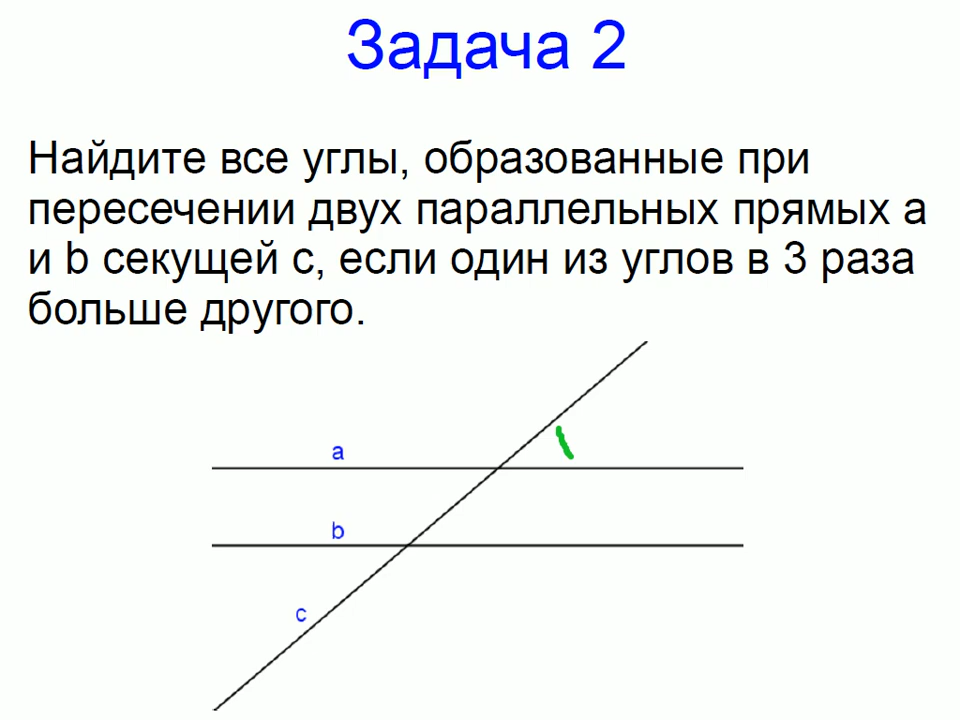 Задача 2
Найдите все углы, образованные при
пересечении двух параллельных прямых a
и b секущей c, если один из углов в 3 раза
больше другого.
a
b
c